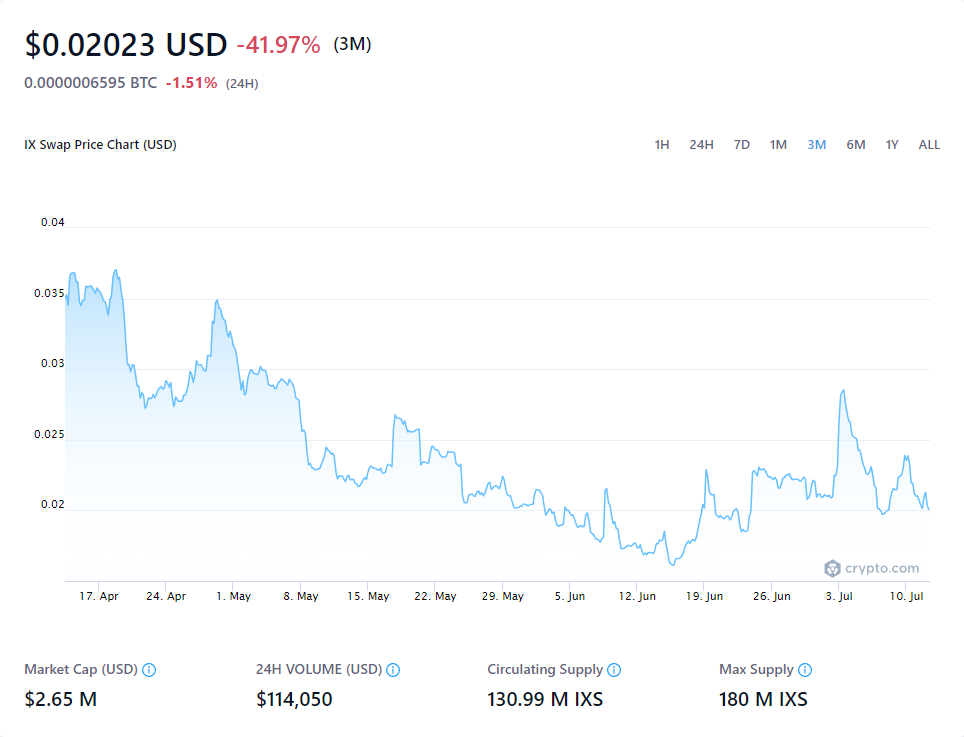 $0.02023 USD -41.97% (3M)
0.0000006595 BTC -1.51% (24H)
IX Swap Price Chart (USD) 1H 24H 7D 1M 3M 6M 1Y ALL
0.04
0.035
0.03
0.025
0.02
crypto.com
17. Apr 24. Apr 1. May 8. May 15. May 22. May 29. May 5. Jun 12. Jun 19. Jun 26. Jun 3. Jul 10. Jul
Market Cap (USD) 24H VOLUME (USD) Circulating Supply Max Supply
$2.65 M $114,050 130.99 M IXS 180 M IXS